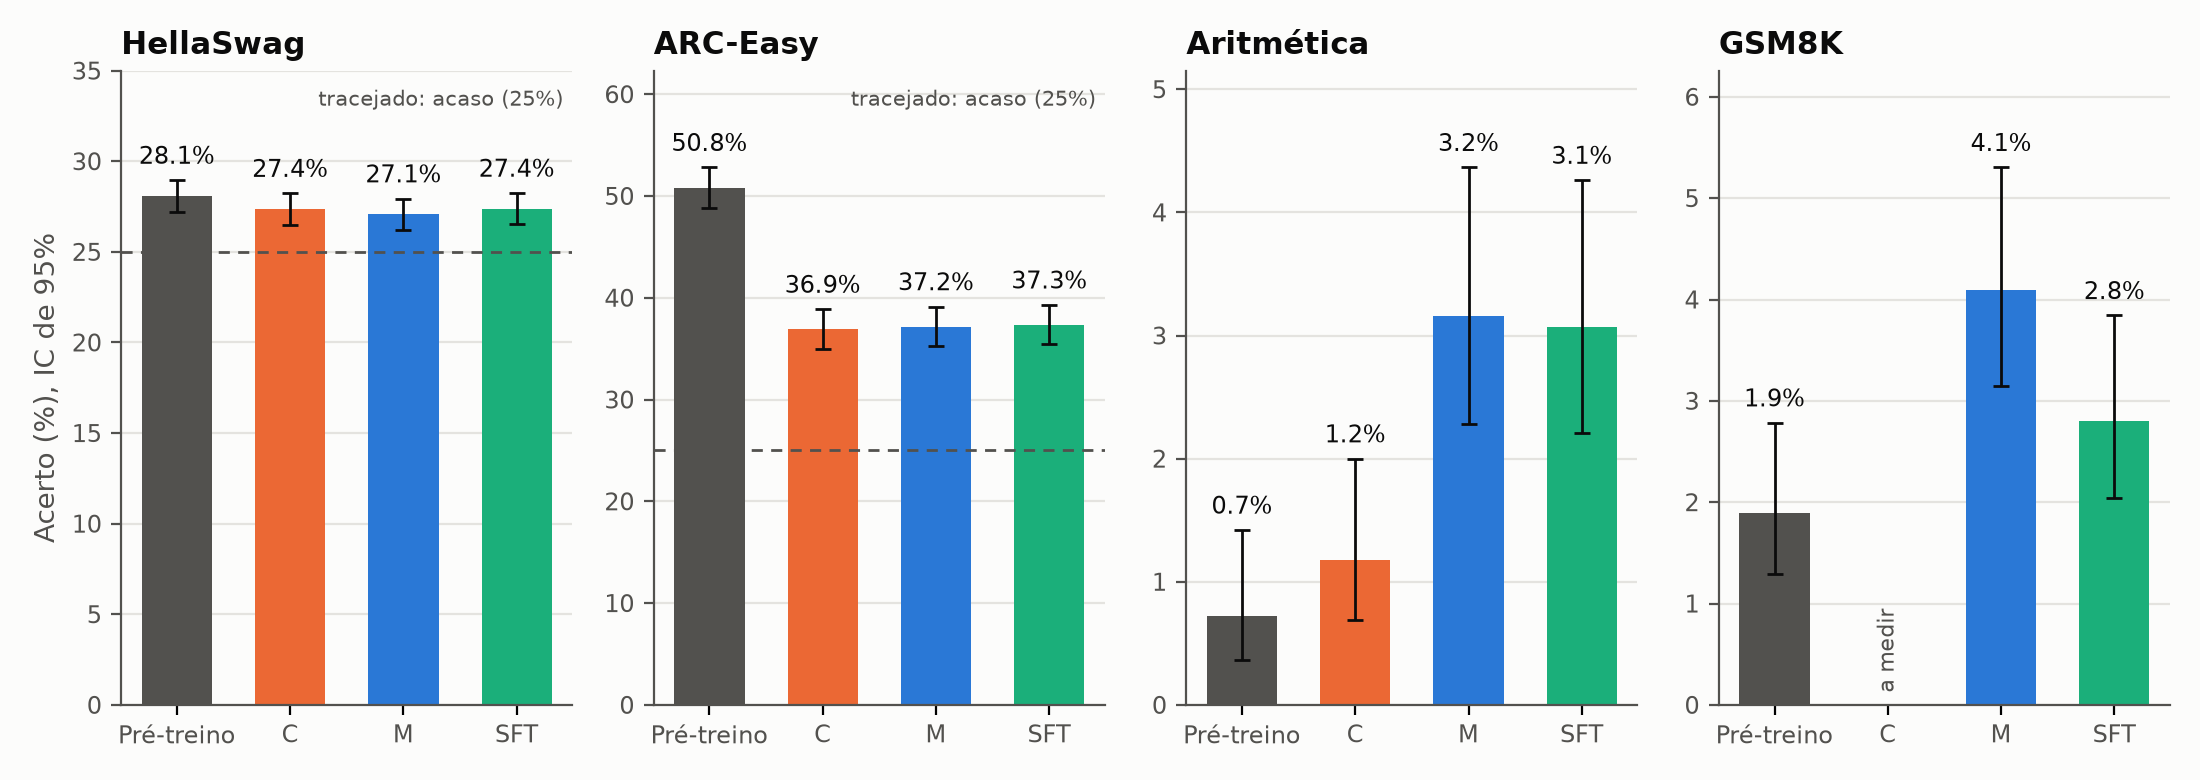 HellaSwag
Acerto (%), IC de 95%
35
30
25
20
15
10
5
0
tracejado: acaso (25%)
28.1%
27.4%
27.1%
27.4%
Pré-treino
C
M
SFT
ARC-Easy
60
50
40
30
20
10
0
tracejado: acaso (25%)
50.8%
36.9%
37.2%
37.3%
Pré-treino
C
M
SFT
Aritmética
5
4
3
2
1
0
0.7%
1.2%
3.2%
3.1%
Pré-treino
C
M
SFT
GSM8K
6
5
4
3
2
1
0
1.9%
a medir
4.1%
2.8%
Pré-treino
C
M
SFT